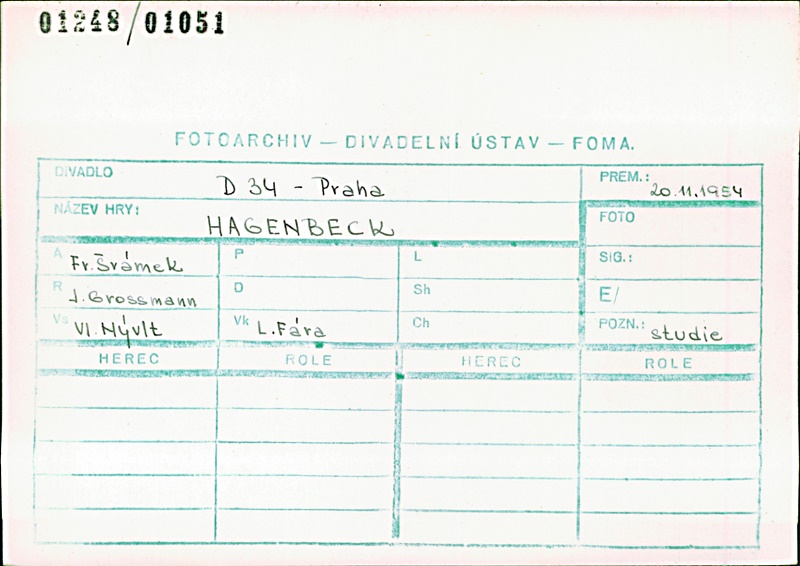 01248/01051
FOTOARCHIV — DIVADELNÍ ÚSTAV — FOMA.
DIVADLO D 34 - Praha
PREM.: 20.11.1954
NÁZEV HRY: HAGENBECK
FOTO
A Fr. Šrámek P L
SIG.:
R J. Grossmann D Sh
E/
Vs Vl. Nývlt Vk L. Fára Ch
POZN.: studie
HEREC ROLE HEREC ROLE